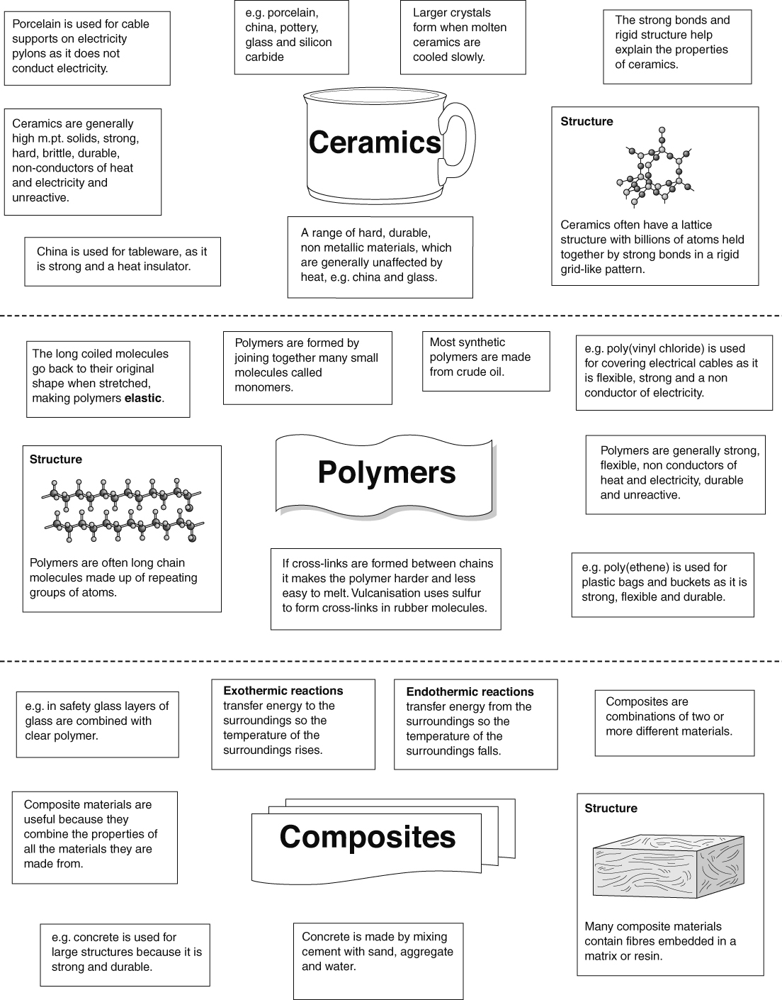 Porcelain is used for cable
supports on electricity
pylons as it does not
conduct electricity.
e.g. porcelain,
china, pottery,
glass and silicon
carbide
Larger crystals
form when molten
ceramics are
cooled slowly.
The strong bonds and
rigid structure help
explain the properties
of ceramics.
Ceramics are generally
high m.pt. solids, strong,
hard, brittle, durable,
non-conductors of heat
and electricity and
unreactive.
Ceramics
Structure
Ceramics often have a lattice
structure with billions of atoms held
together by strong bonds in a rigid
grid-like pattern.
China is used for tableware, as it
is strong and a heat insulator.
A range of hard, durable,
non metallic materials, which
are generally unaffected by
heat, e.g. china and glass.
The long coiled molecules
go back to their original
shape when stretched,
making polymers elastic.
Polymers are formed by
joining together many small
molecules called
monomers.
Most synthetic
polymers are made
from crude oil.
e.g. poly(vinyl chloride) is used
for covering electrical cables as it
is flexible, strong and a non
conductor of electricity.
Structure
Polymers are often long chain
molecules made up of repeating
groups of atoms.
Polymers
Polymers are generally strong,
flexible, non conductors of
heat and electricity, durable
and unreactive.
If cross-links are formed between chains
it makes the polymer harder and less
easy to melt. Vulcanisation uses sulfur
to form cross-links in rubber molecules.
e.g. poly(ethene) is used for
plastic bags and buckets as it is
strong, flexible and durable.
e.g. in safety glass layers of
glass are combined with
clear polymer.
Exothermic reactions
transfer energy to the
surroundings so the
temperature of the
surroundings rises.
Endothermic reactions
transfer energy from the
surroundings so the
temperature of the
surroundings falls.
Composites are
combinations of two or
more different materials.
Composite materials are
useful because they
combine the properties of
all the materials they are
made from.
Composites
Structure
Many composite materials
contain fibres embedded in a
matrix or resin.
e.g. concrete is used for
large structures because it is
strong and durable.
Concrete is made by mixing
cement with sand, aggregate
and water.